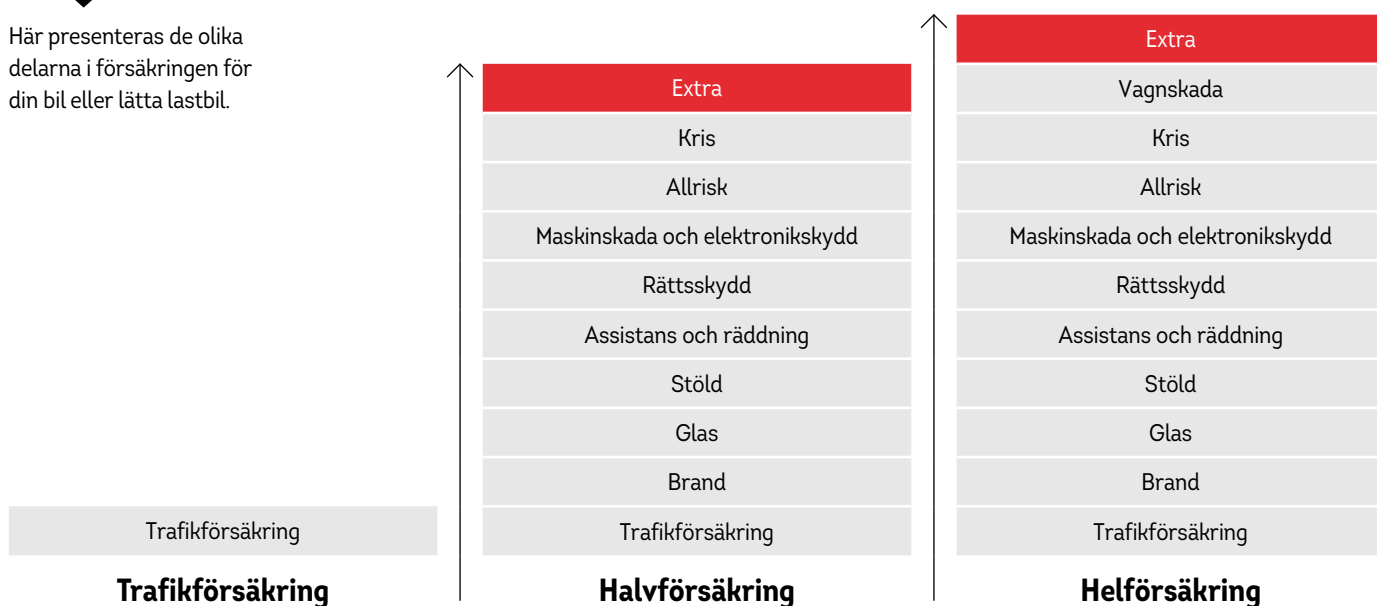 Här presenteras de olika
delarna i försäkringen för
din bil eller lätta lastbil.
Trafikförsäkring
Trafikförsäkring
Extra
Kris
Allrisk
Maskinskada och elektronikskydd
Rättsskydd
Assistans och räddning
Stöld
Glas
Brand
Trafikförsäkring
Halvförsäkring
Extra
Vagnskada
Kris
Allrisk
Maskinskada och elektronikskydd
Rättsskydd
Assistans och räddning
Stöld
Glas
Brand
Trafikförsäkring
Helförsäkring